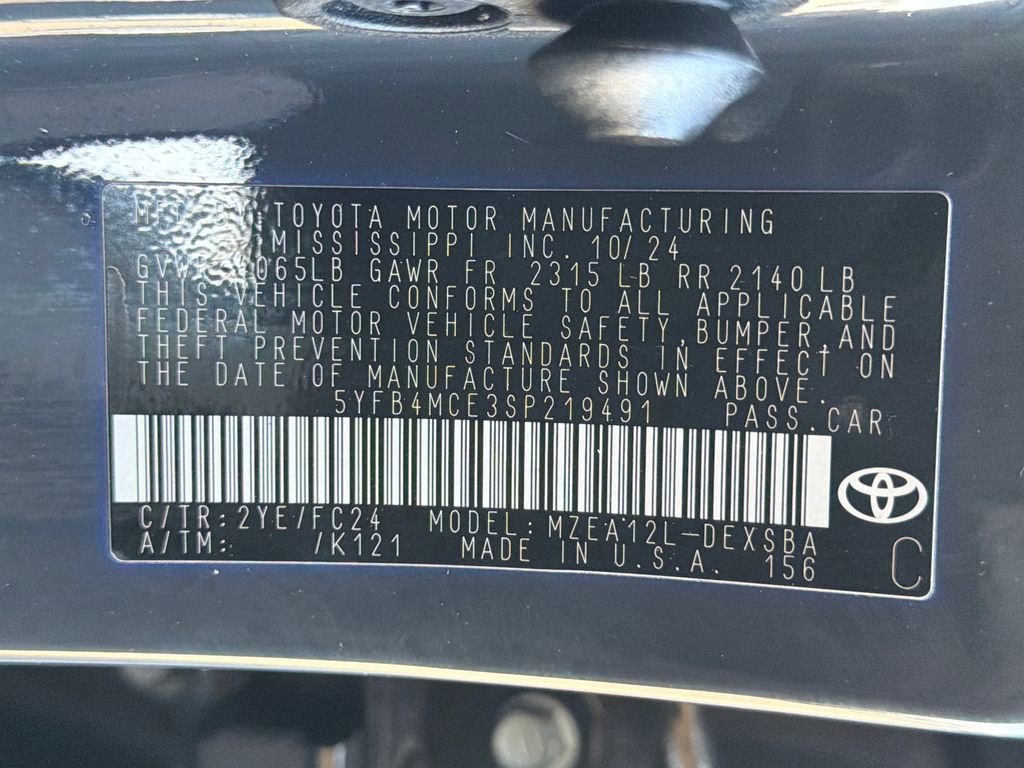 TOYOTA MOTOR MANUFACTURING
MISSISSIPPI INC. 10/24
065LB GAWR FR 2315 LB RR 2140 LB
THIS VEHICLE CONFORMS TO ALL APPLICABLE
FEDERAL MOTOR VEHICLE SAFETY,BUMPER,AND
THEFT PREVENTION STANDARDS IN EFFECT ON
THE DATE OF MANUFACTURE SHOWN ABOVE.
5YFB4MCE3SP219491 PASS.CAR
C/TR:2YE/FC24 MODEL:MZEA12L-DEXSBA
A/TM: /K121 MADE IN U.S.A. 156
C